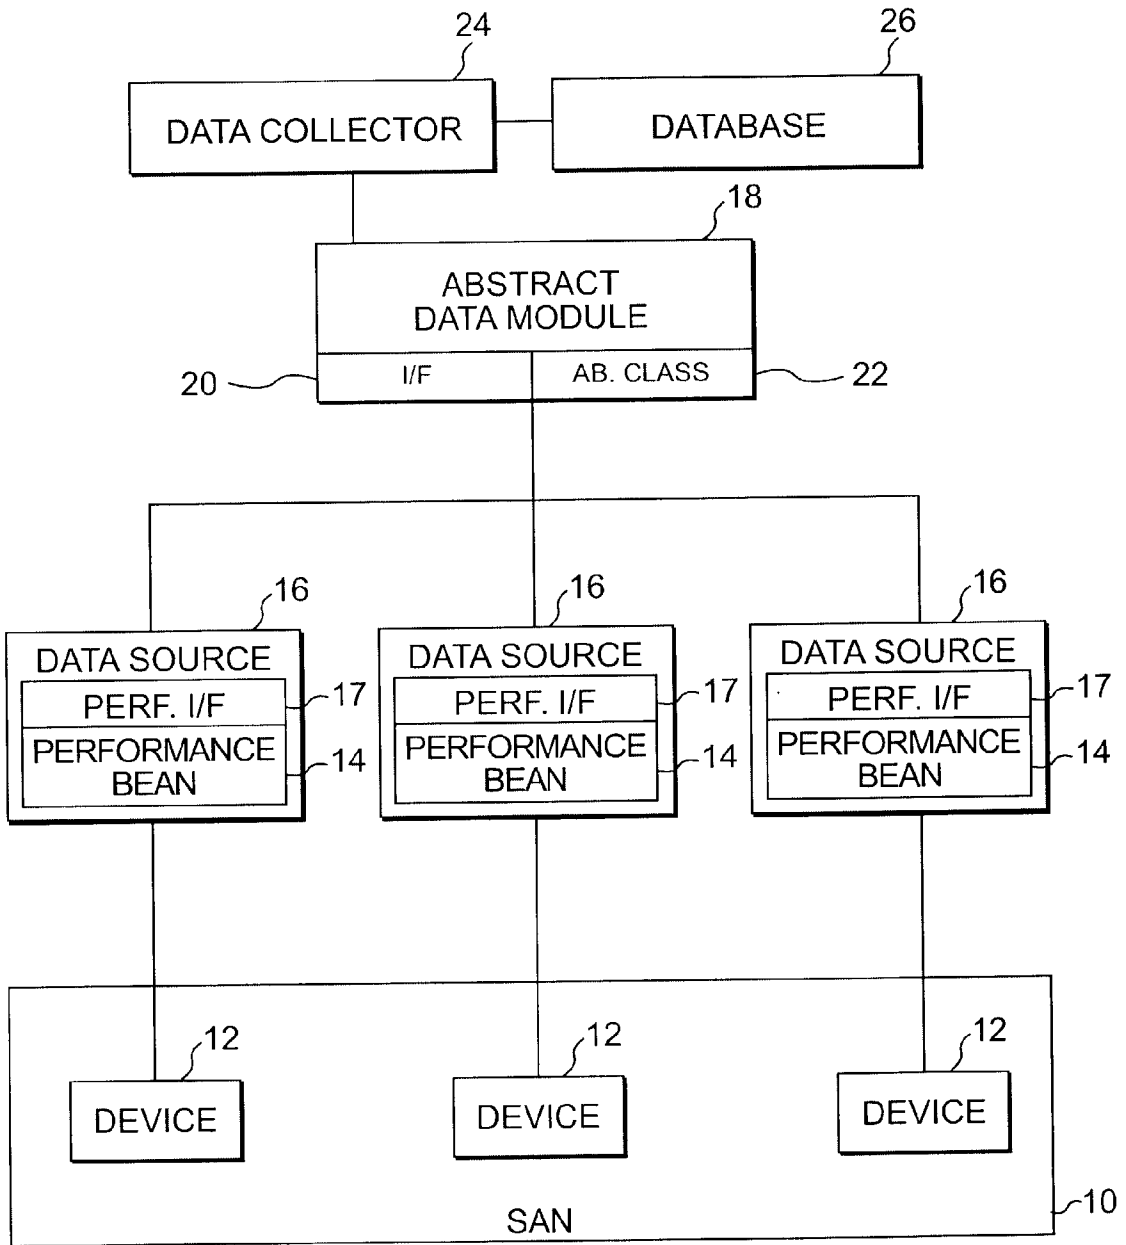 24
26
DATA COLLECTOR
DATABASE
18
ABSTRACT
DATA MODULE
20
I/F
AB. CLASS
22
16
16
16
DATA SOURCE
DATA SOURCE
DATA SOURCE
PERF. I/F
17
PERF. I/F
17
PERF. I/F
17
PERFORMANCE
BEAN
14
PERFORMANCE
BEAN
14
PERFORMANCE
BEAN
14
12
12
12
DEVICE
DEVICE
DEVICE
SAN
10